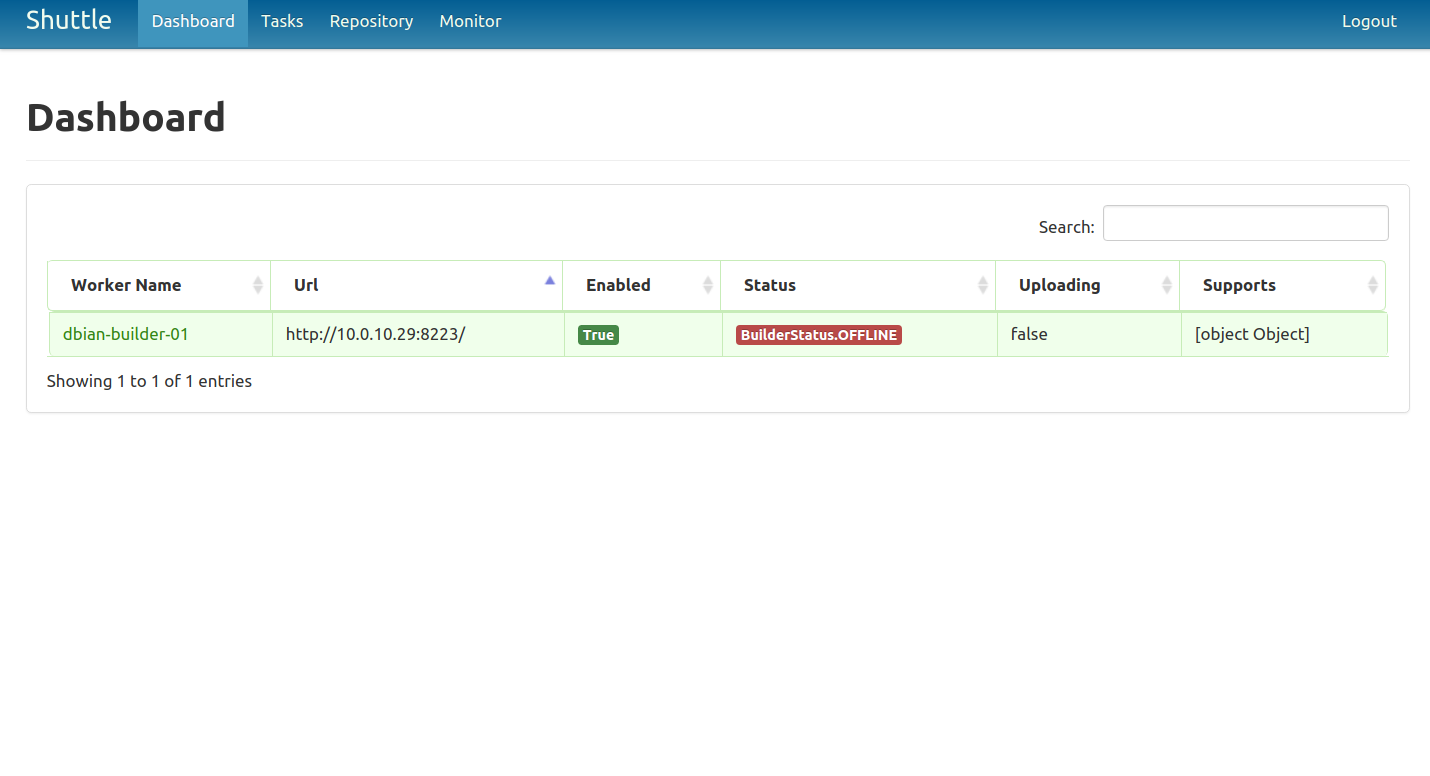 Shuttle Dashboard Tasks Repository Monitor Logout
Dashboard
Search:
Worker Name Url Enabled Status Uploading Supports
dbian-builder-01 http://10.0.10.29:8223/ True BuilderStatus.OFFLINE false [object Object]
Showing 1 to 1 of 1 entries